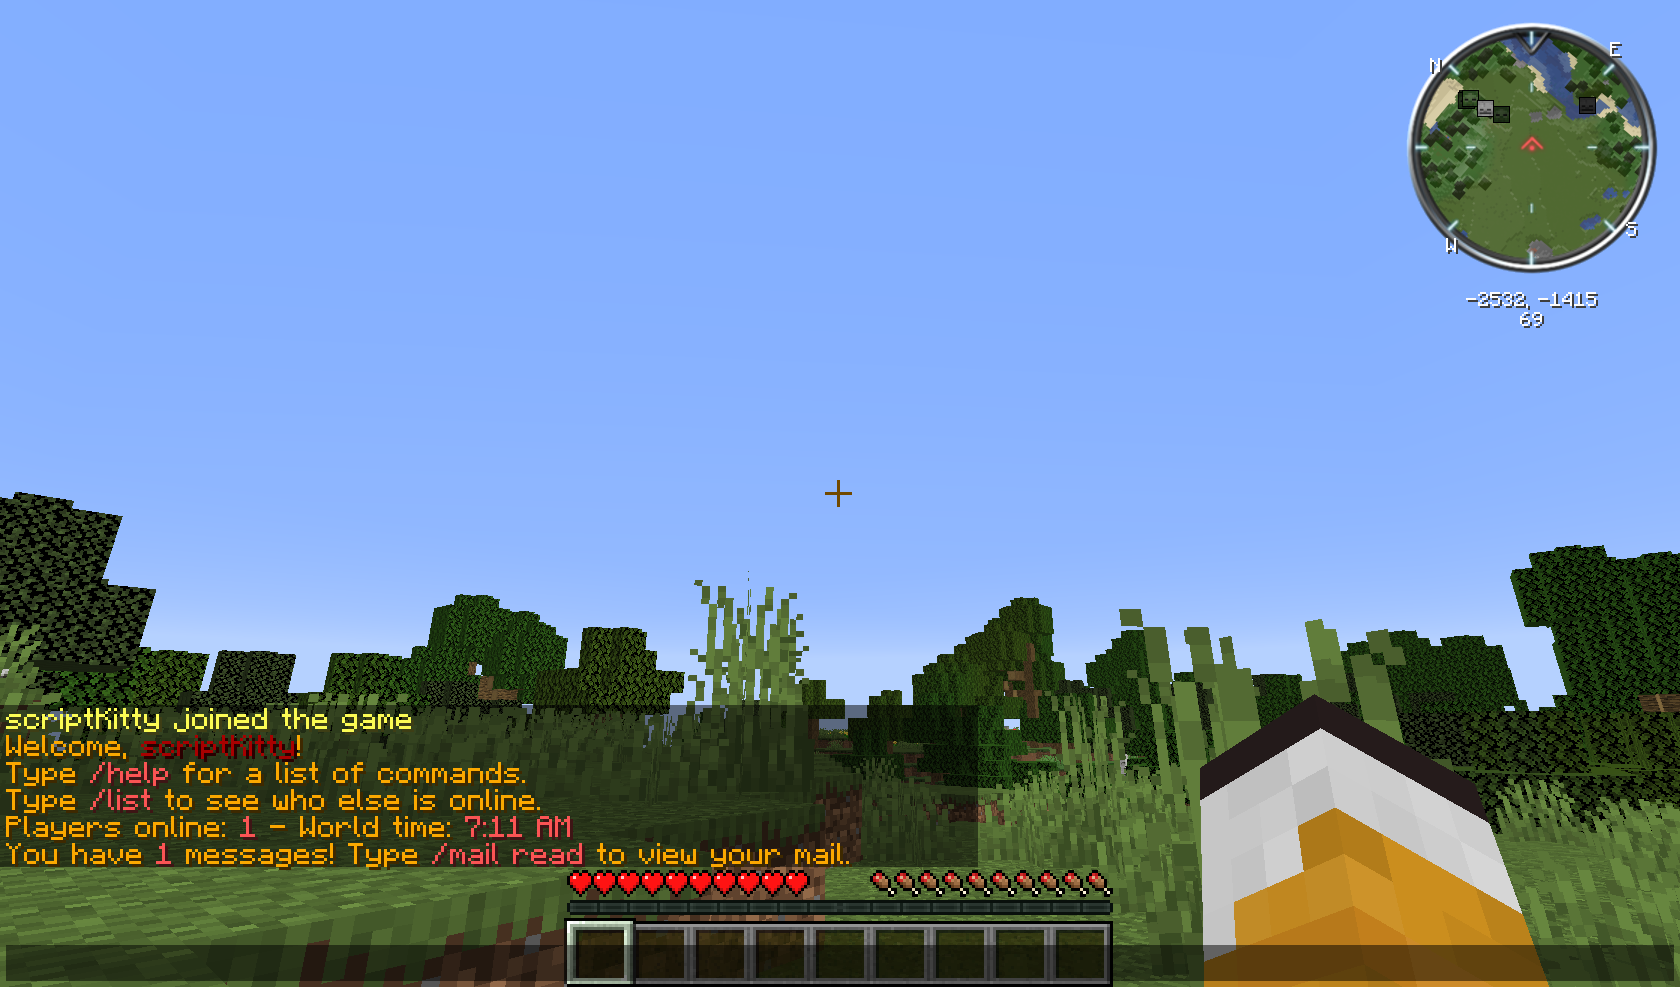 N
E
W
S
-2532, -1415
69
scriptKitty joined the game
Welcome, scriptKitty!
Type /help for a list of commands.
Type /list to see who else is online.
Players online: 1 - World time: 7:11 AM
You have 1 messages! Type /mail read to view your mail.